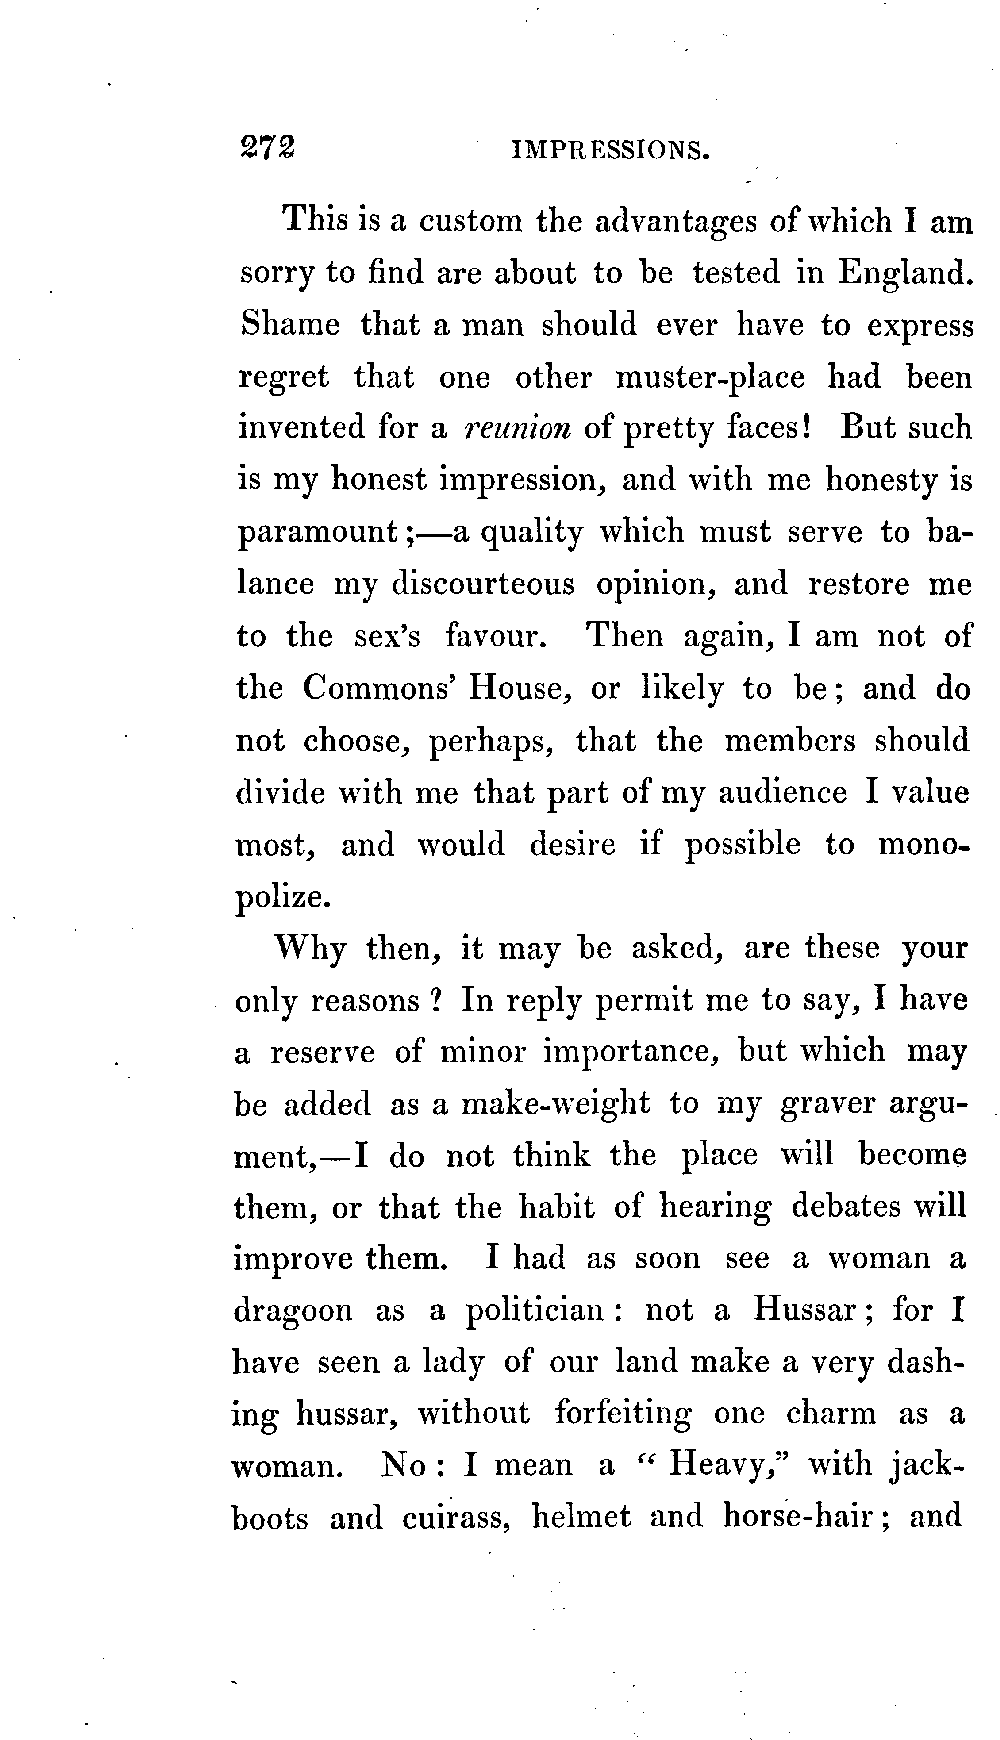 272 IMPRESSIONS.
This is a custom the advantages of which I am
sorry to find are about to be tested in England.
Shame that a man should ever have to express
regret that one other muster-place had been
invented for a reunion of pretty faces! But such
is my honest impression, and with me honesty is
paramount;—a quality which must serve to ba-
lance my discourteous opinion, and restore me
to the sex's favour. Then again, I am not of
the Commons' House, or likely to be; and do
not choose, perhaps, that the members should
divide with me that part of my audience I value
most, and would desire if possible to mono-
polize.
Why then, it may be asked, are these your
only reasons? In reply permit me to say, I have
a reserve of minor importance, but which may
be added as a make-weight to my graver argu-
ment,—I do not think the place will become
them, or that the habit of hearing debates will
improve them. I had as soon see a woman a
dragoon as a politician: not a Hussar; for I
have seen a lady of our land make a very dash-
ing hussar, without forfeiting one charm as a
woman. No: I mean a "Heavy," with jack-
boots and cuirass, helmet and horse-hair; and